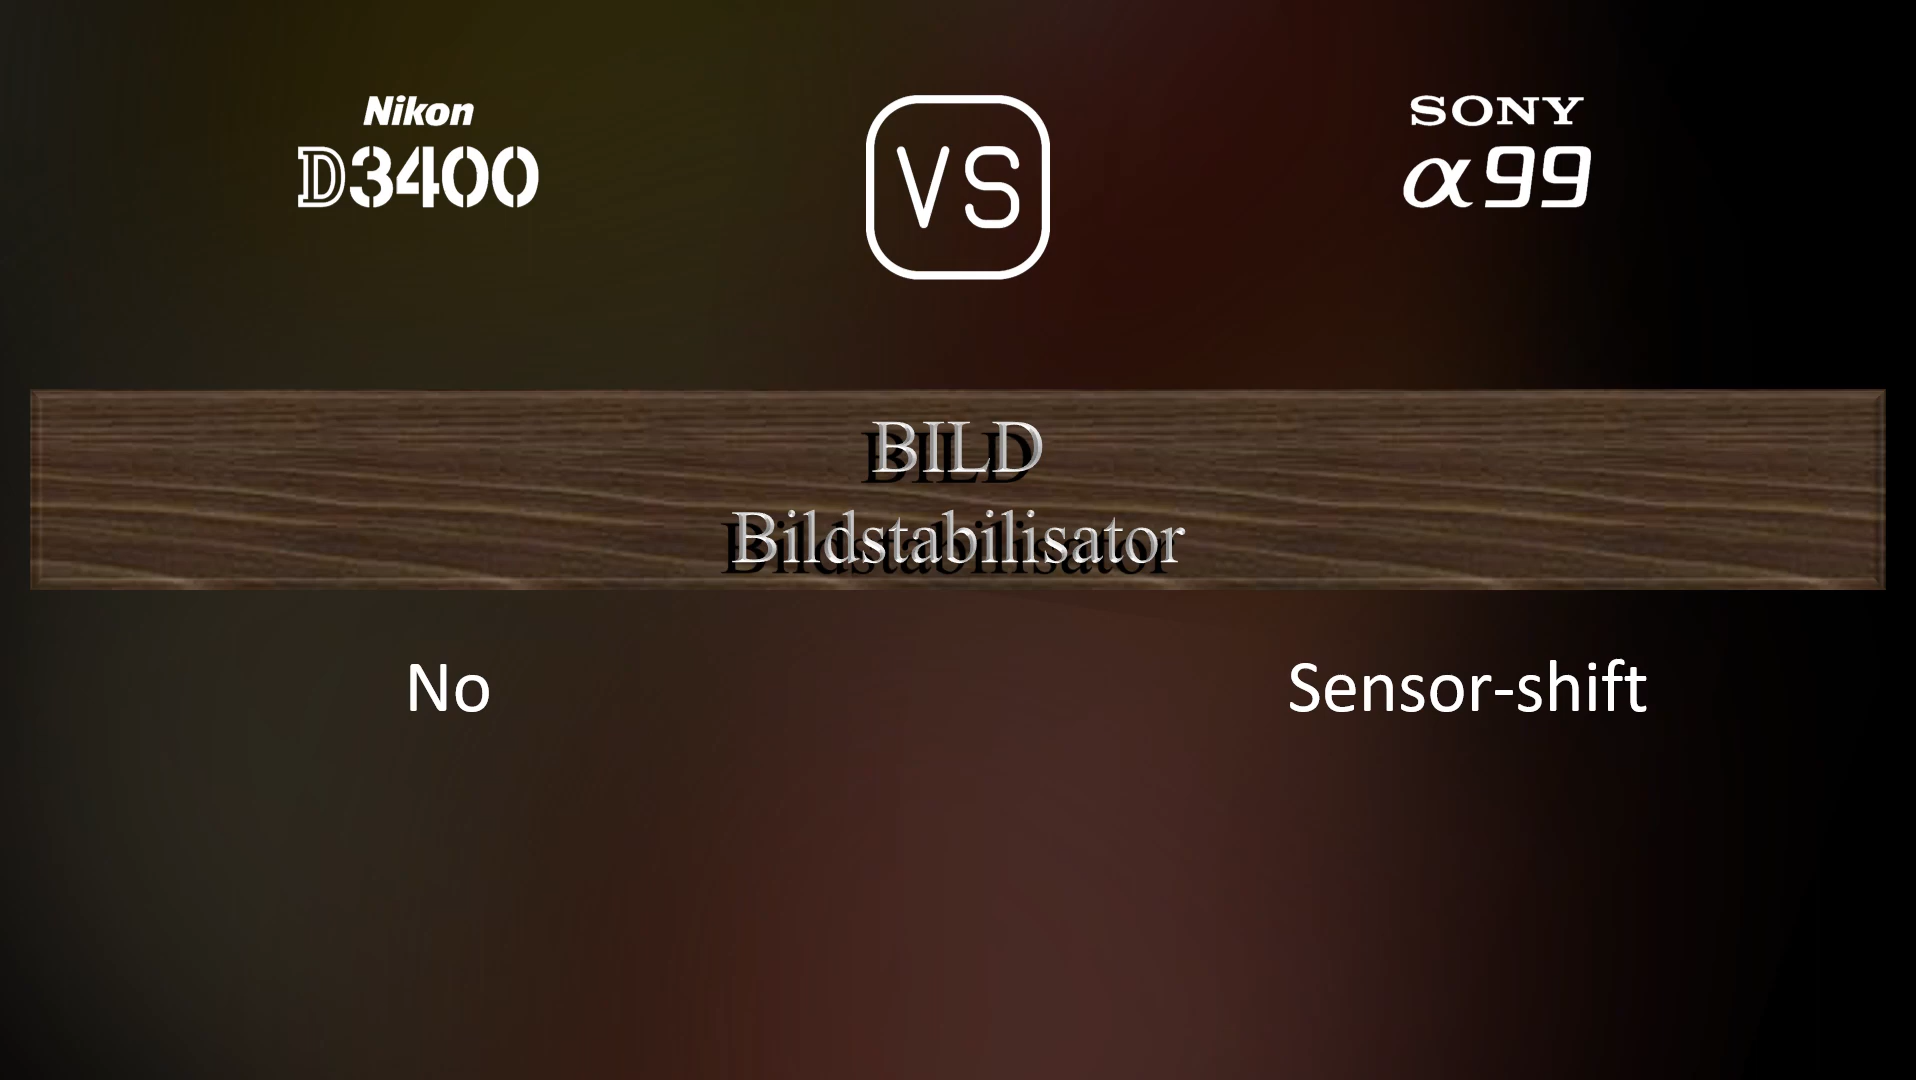 Nikon
D3400
VS
SONY
α99
BILD
Bildstabilisator
No
Sensor-shift